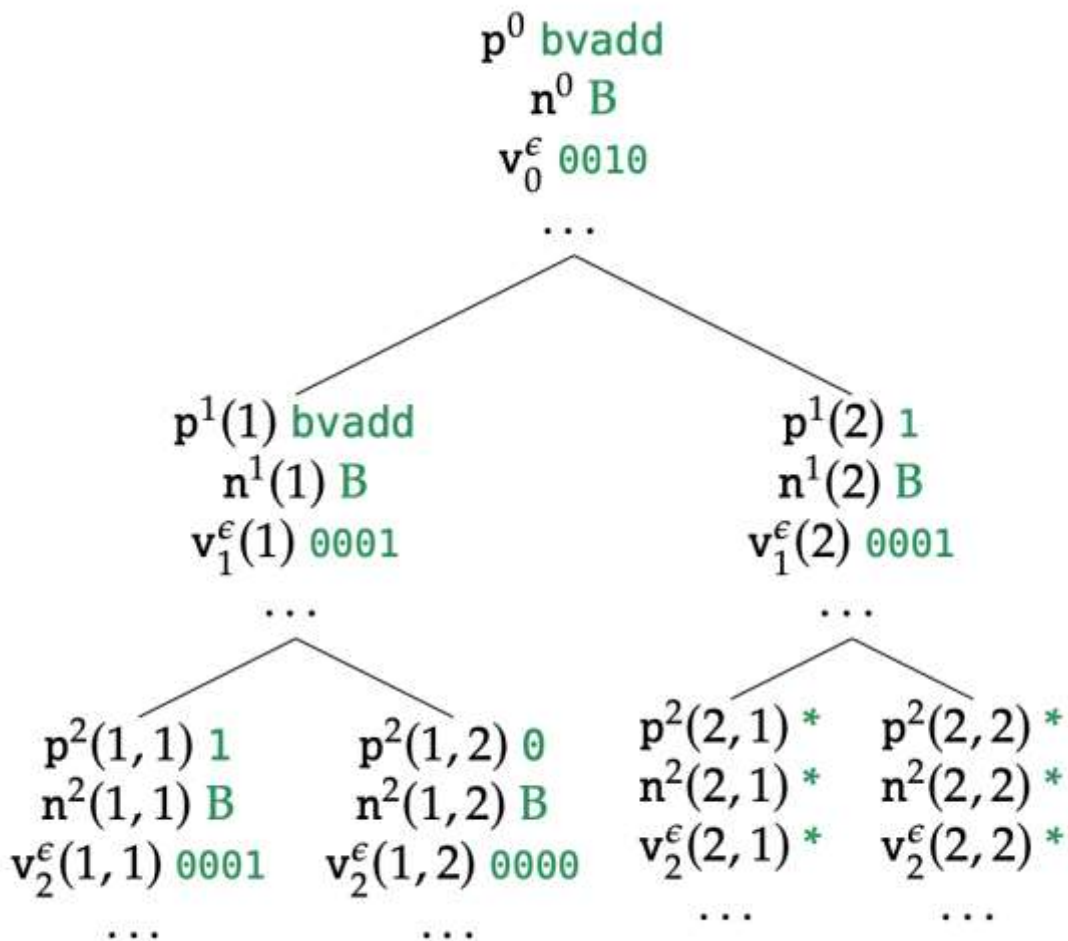 p⁰ bvadd
n⁰ B
v₀^ϵ 0010
...
p¹(1) bvadd
n¹(1) B
v₁^ϵ(1) 0001
...
p¹(2) 1
n¹(2) B
v₁^ϵ(2) 0001
...
p²(1, 1) 1
n²(1, 1) B
v₂^ϵ(1, 1) 0001
...
p²(1, 2) 0
n²(1, 2) B
v₂^ϵ(1, 2) 0000
...
p²(2, 1) *
n²(2, 1) *
v₂^ϵ(2, 1) *
...
p²(2, 2) *
n²(2, 2) *
v₂^ϵ(2, 2) *
...